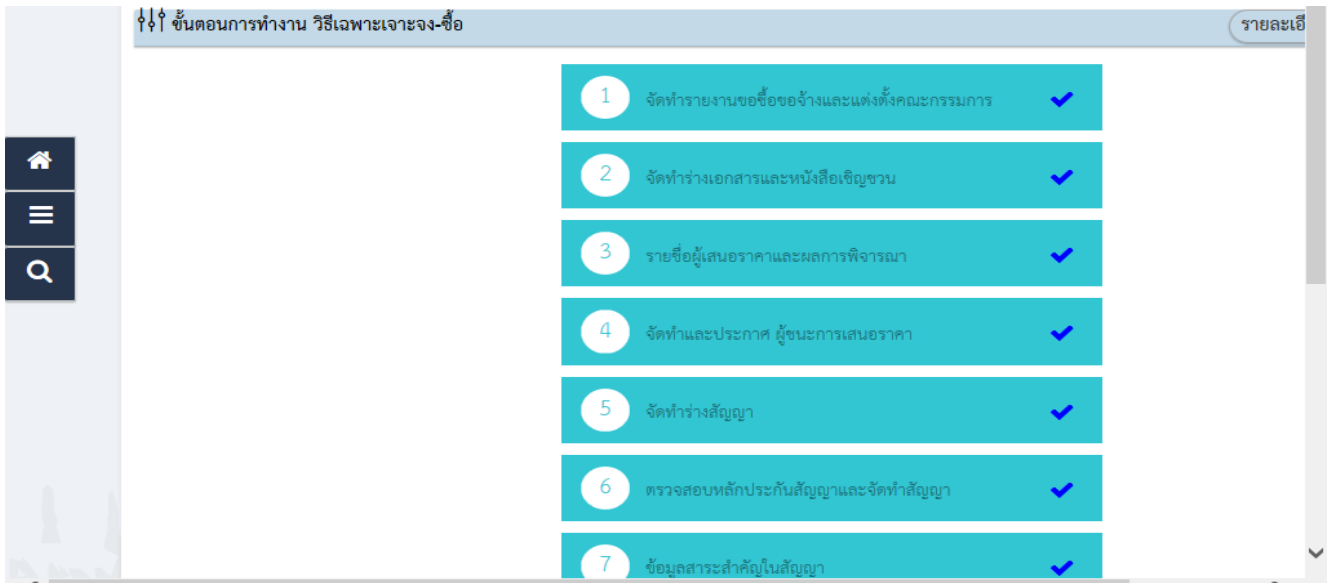 ขั้นตอนการทำงาน วิธีเฉพาะเจาะจง-ซื้อ
รายละเอี
1 จัดทำรายงานขอซื้อขอจ้างและแต่งตั้งคณะกรรมการ
2 จัดทำร่างเอกสารและหนังสือเชิญชวน
3 รายชื่อผู้เสนอราคาและผลการพิจารณา
4 จัดทำและประกาศ ผู้ชนะการเสนอราคา
5 จัดทำร่างสัญญา
6 ตรวจสอบหลักประกันสัญญาและจัดทำสัญญา
7 ข้อมูลสาระสำคัญในสัญญา